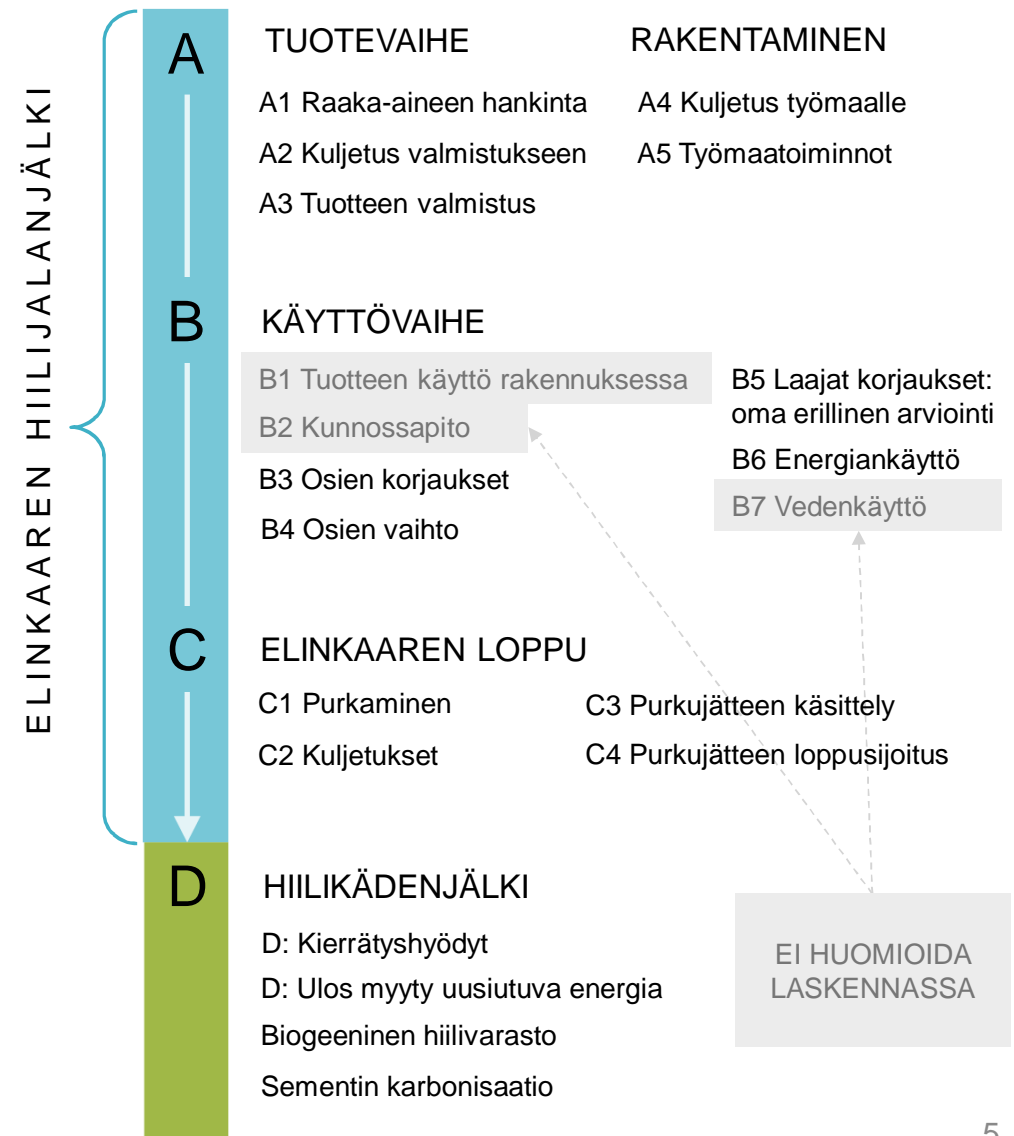 ELINKAAREN HIILIJALANJÄLKI
A
TUOTEVAIHE
A1 Raaka-aineen hankinta
A2 Kuljetus valmistukseen
A3 Tuotteen valmistus
RAKENTAMINEN
A4 Kuljetus työmaalle
A5 Työmaatoiminnot
B
KÄYTTÖVAIHE
B1 Tuotteen käyttö rakennuksessa
B2 Kunnossapito
B3 Osien korjaukset
B4 Osien vaihto
B5 Laajat korjaukset:
oma erillinen arviointi
B6 Energiankäyttö
B7 Vedenkäyttö
C
ELINKAAREN LOPPU
C1 Purkaminen
C2 Kuljetukset
C3 Purkujätteen käsittely
C4 Purkujätteen loppusijoitus
D
HIILIKÄDENJÄLKI
D: Kierrätyshyödyt
D: Ulos myyty uusiutuva energia
Biogeeninen hiilivarasto
Sementin karbonisaatio
EI HUOMIOIDA
LASKENNASSA
5